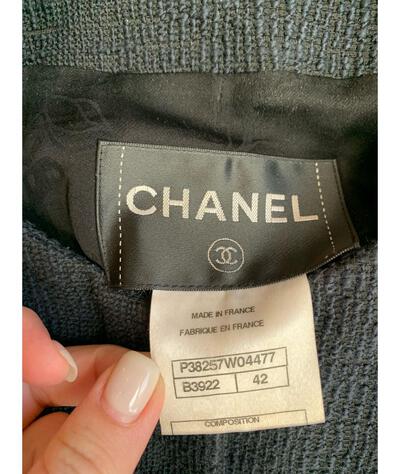 CHANEL
MADE IN FRANCE
FABRIQUE EN FRANCE
P38257W04477
B3922 42
COMPOSITION